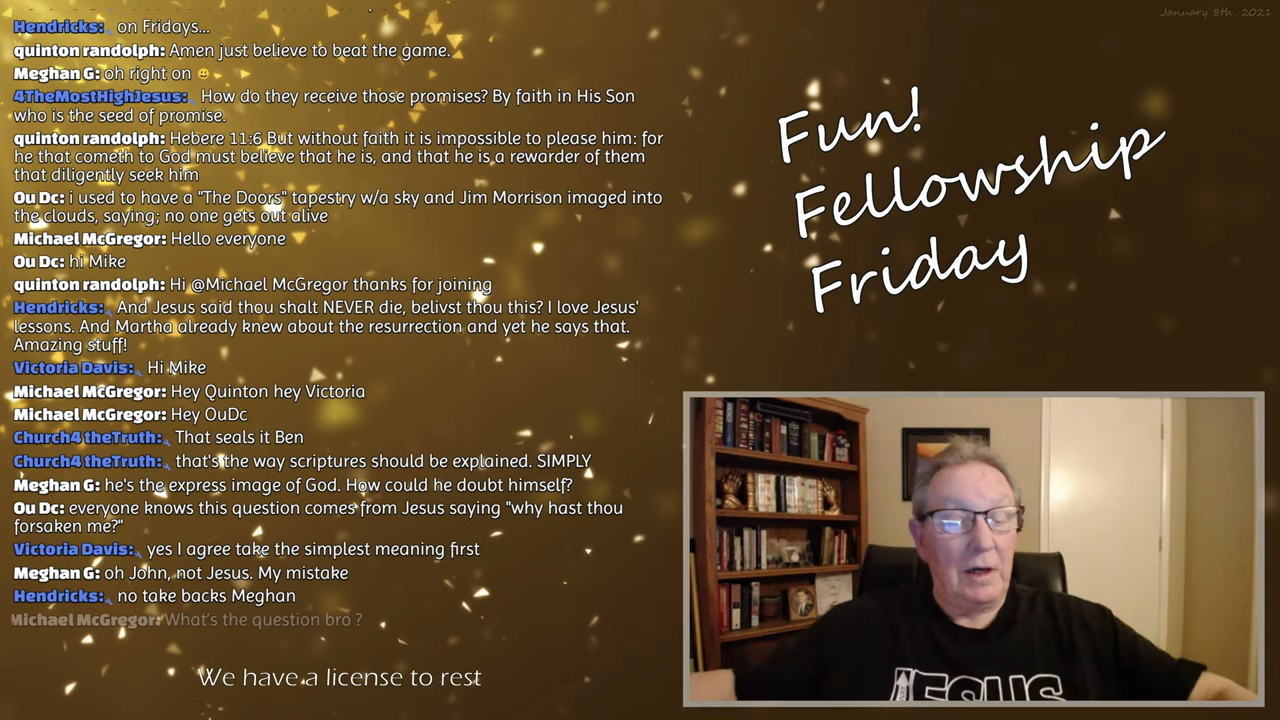 Hendricks: on Fridays...
quinton randolph: Amen just believe to beat the game.
Meghan G: oh right on 😃
4TheMostHighJesus: How do they receive those promises? By faith in His Son
who is the seed of promise.
quinton randolph: Hebere 11:6 But without faith it is impossible to please him: for
he that cometh to God must believe that he is, and that he is a rewarder of them
that diligently seek him
Ou Dc: i used to have a "The Doors" tapestry w/a sky and Jim Morrison imaged into
the clouds, saying; no one gets out alive
Michael McGregor: Hello everyone
Ou Dc: hi Mike
quinton randolph: Hi @Michael McGregor thanks for joining
Hendricks: And Jesus said thou shalt NEVER die, belivst thou this? I love Jesus'
lessons. And Martha already knew about the resurrection and yet he says that.
Amazing stuff!
Victoria Davis: Hi Mike
Michael McGregor: Hey Quinton hey Victoria
Michael McGregor: Hey OuDc
Church4 theTruth: That seals it Ben
Church4 theTruth: that's the way scriptures should be explained. SIMPLY
Meghan G: he's the express image of God. How could he doubt himself?
Ou Dc: everyone knows this question comes from Jesus saying "why hast thou
forsaken me?"
Victoria Davis: yes I agree take the simplest meaning first
Meghan G: oh John, not Jesus. My mistake
Hendricks: no take backs Meghan
Michael McGregor: What's the question bro ?
We have a license to rest
January 8th, 2021
Fun!
Fellowship
Friday
JESUS